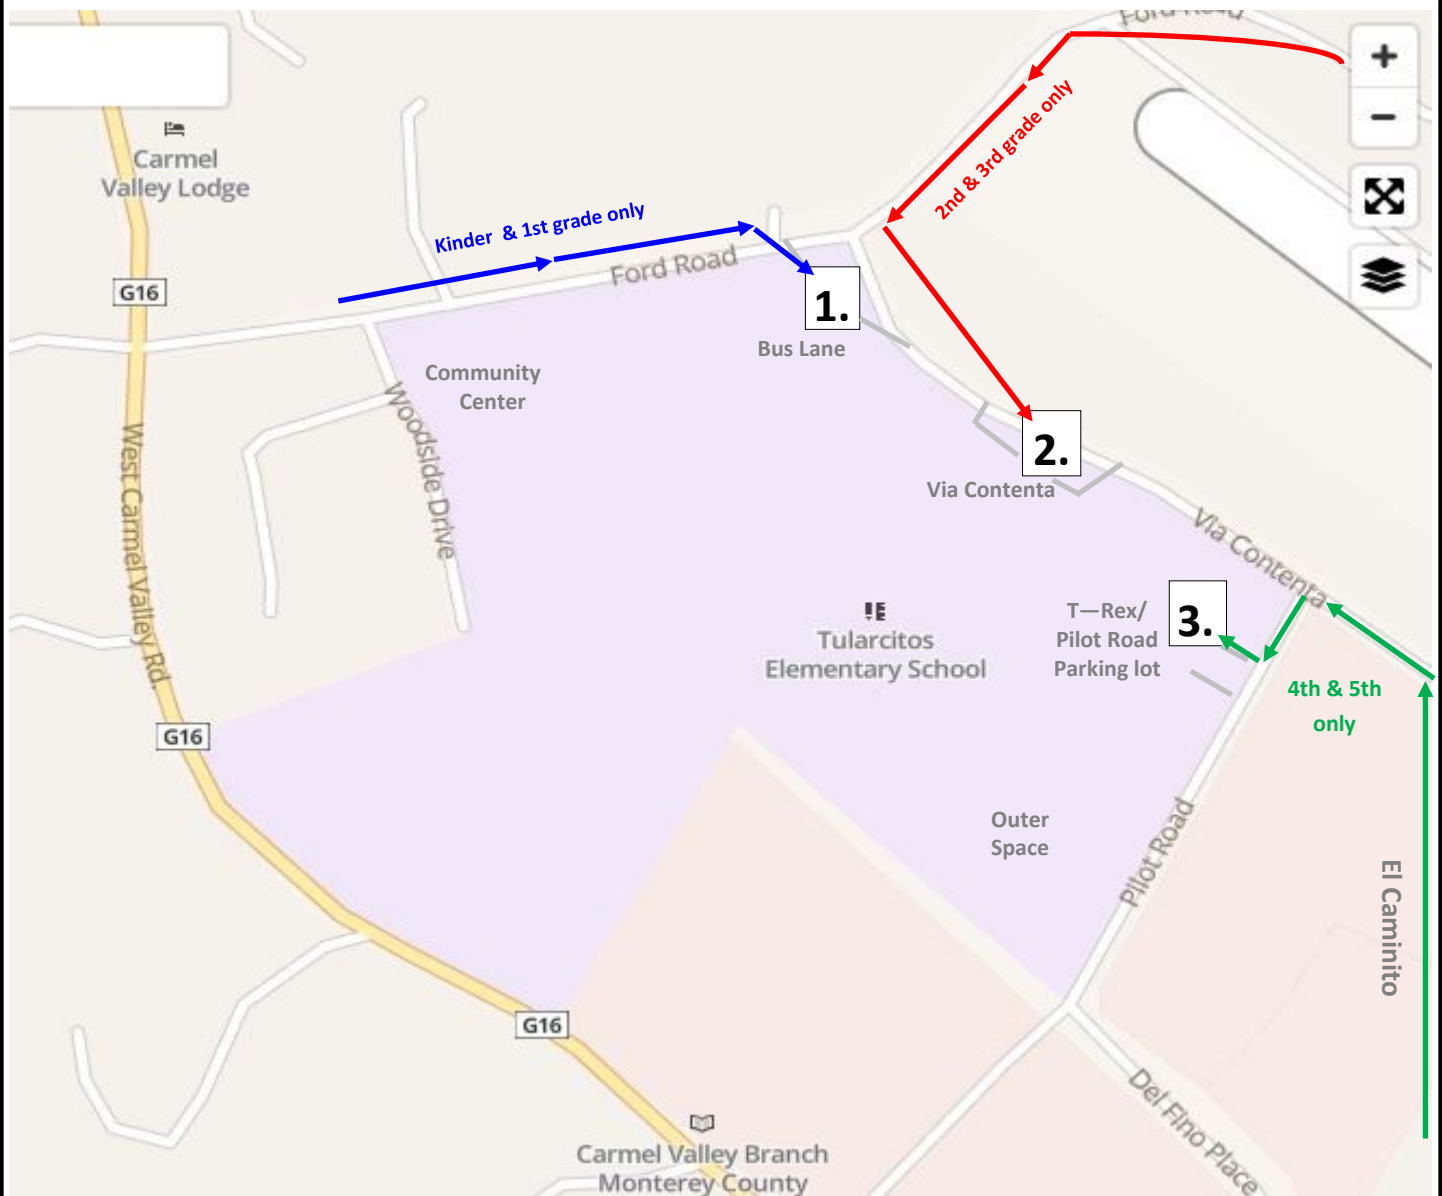 Ford Road
+
−
Carmel
Valley Lodge
2nd & 3rd grade only
Kinder & 1st grade only
Ford Road
G16
1.
Bus Lane
Community
Center
Woodside Drive
2.
Via Contenta
West Carmel Valley Rd.
Via Contenta
T—Rex/
Pilot Road
Parking lot
3.
Tularcitos
Elementary School
4th & 5th
only
G16
Outer
Space
Pilot Road
El Caminito
G16
Del Fino Place
Carmel Valley Branch
Monterey County